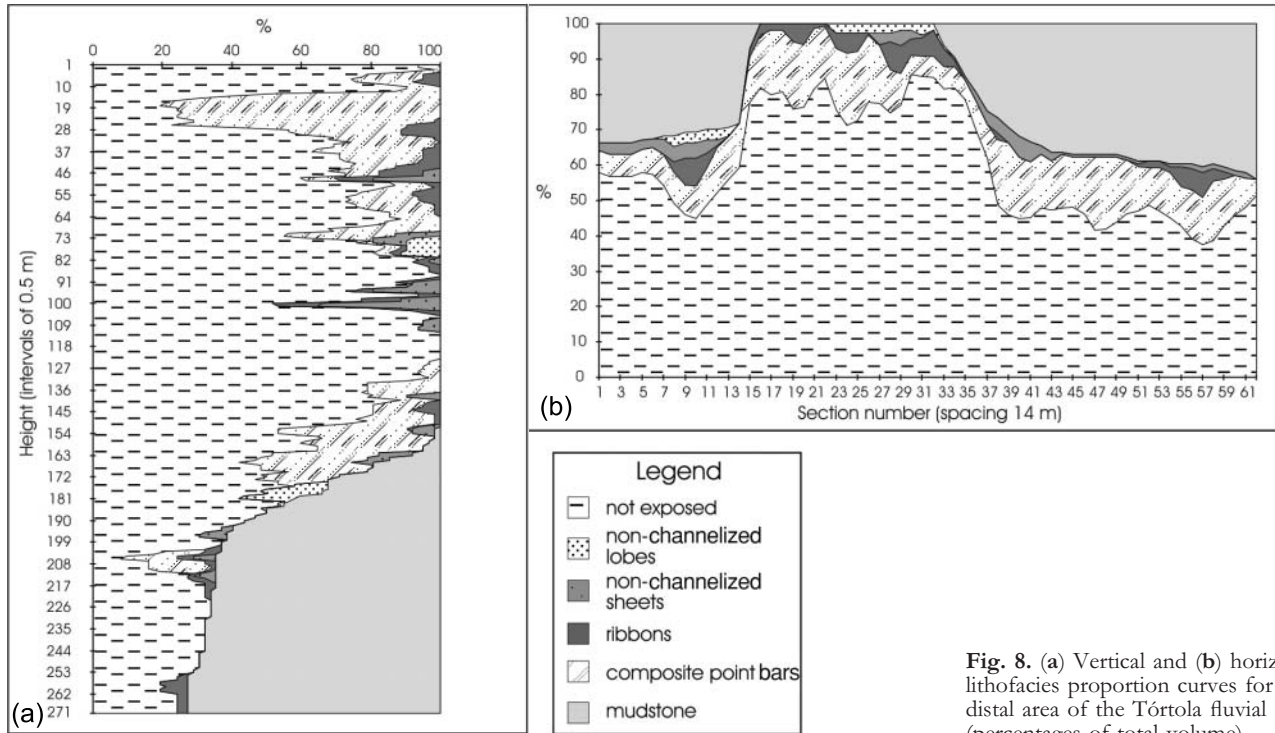 %
0 20 40 60 80 100
Height (intervals of 0.5 m)
1
10
19
28
37
46
55
64
73
82
91
100
109
118
127
136
145
154
163
172
181
190
199
208
217
226
235
244
253
262
271
(a)
100
90
80
70
60
50
40
30
20
10
0
%
1 3 5 7 9 11 13 15 17 19 21 23 25 27 29 31 33 35 37 39 41 43 45 47 49 51 53 55 57 59 61
Section number (spacing 14 m)
(b)
Legend
not exposed
non-channelized
lobes
non-channelized
sheets
ribbons
composite point bars
mudstone
Fig. 8. (a) Vertical and (b) horiz
lithofacies proportion curves for
distal area of the Tórtola fluvial
(percentages of total volume)